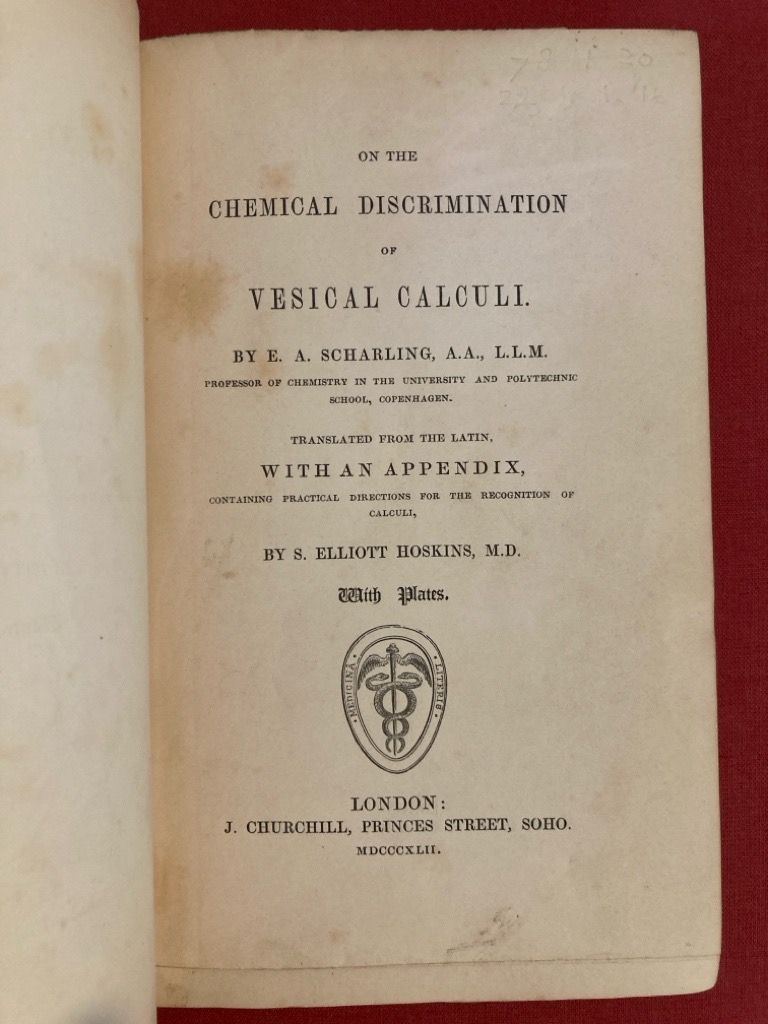 ON THE
CHEMICAL DISCRIMINATION
OF
VESICAL CALCULI.
BY E. A. SCHARLING, A.A., L.L.M.
PROFESSOR OF CHEMISTRY IN THE UNIVERSITY AND POLYTECHNIC
SCHOOL, COPENHAGEN.
TRANSLATED FROM THE LATIN,
WITH AN APPENDIX,
CONTAINING PRACTICAL DIRECTIONS FOR THE RECOGNITION OF
CALCULI,
BY S. ELLIOTT HOSKINS, M.D.
With Plates.
· MEDICINÀ ·
· LITERIS ·
LONDON:
J. CHURCHILL, PRINCES STREET, SOHO.
MDCCCXLII.